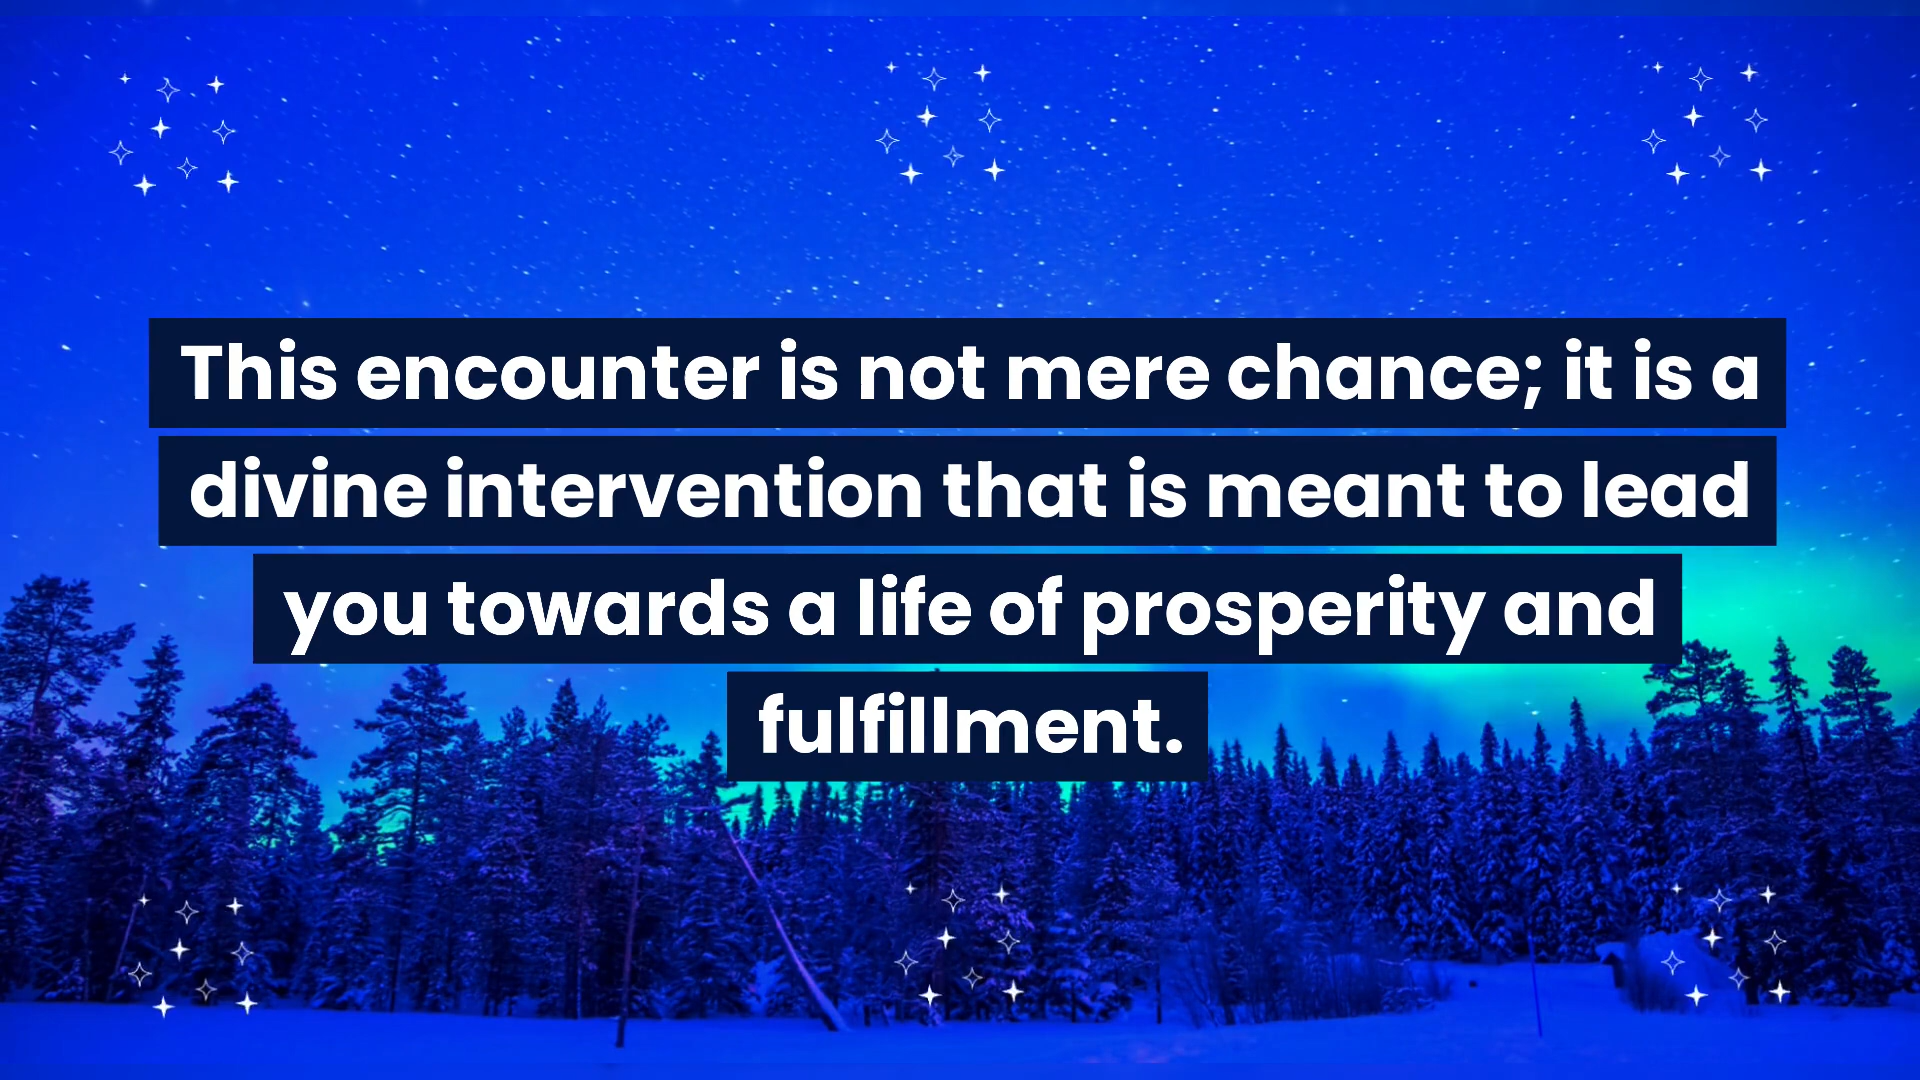 This encounter is not mere chance; it is a
divine intervention that is meant to lead
you towards a life of prosperity and
fulfillment.